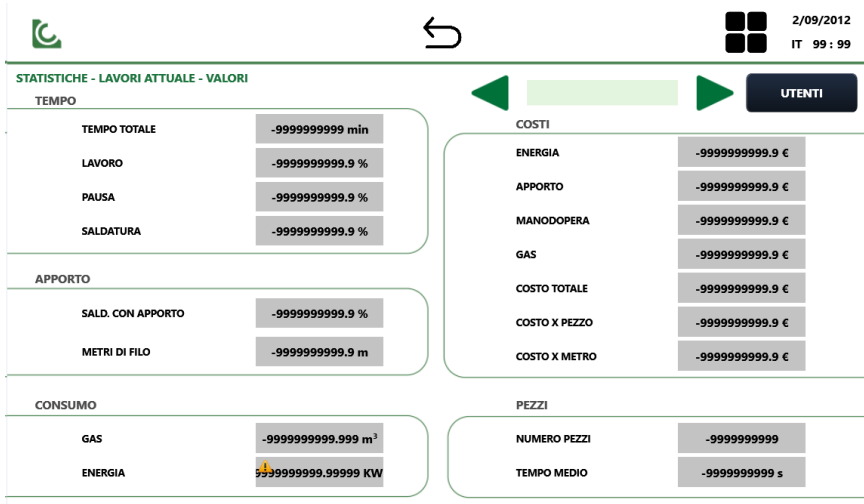 2/09/2012
IT 99 : 99
STATISTICHE - LAVORI ATTUALE - VALORI
UTENTI
TEMPO
TEMPO TOTALE -9999999999 min
LAVORO -9999999999.9 %
PAUSA -9999999999.9 %
SALDATURA -9999999999.9 %
APPORTO
SALD. CON APPORTO -9999999999.9 %
METRI DI FILO -9999999999.9 m
CONSUMO
GAS -9999999999.999 m³
ENERGIA 9999999999.99999 KW
COSTI
ENERGIA -9999999999.9 €
APPORTO -9999999999.9 €
MANODOPERA -9999999999.9 €
GAS -9999999999.9 €
COSTO TOTALE -9999999999.9 €
COSTO X PEZZO -9999999999.9 €
COSTO X METRO -9999999999.9 €
PEZZI
NUMERO PEZZI -9999999999
TEMPO MEDIO -9999999999 s